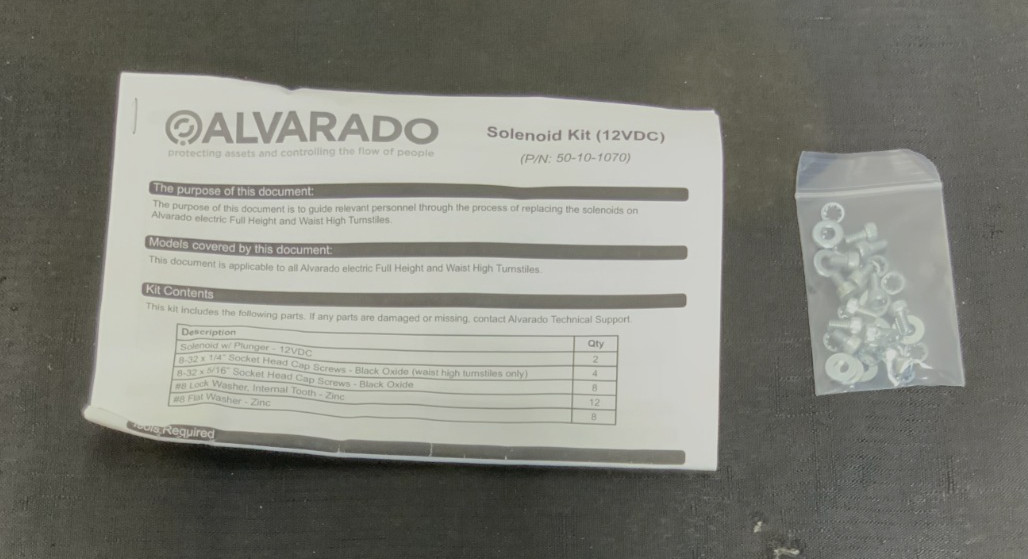 ALVARADO
protecting assets and controlling the flow of people
Solenoid Kit (12VDC)
(P/N: 50-10-1070)
The purpose of this document:
The purpose of this document is to guide relevant personnel through the process of replacing the solenoids on
Alvarado electric Full Height and Waist High Turnstiles.
Models covered by this document:
This document is applicable to all Alvarado electric Full Height and Waist High Turnstiles.
Kit Contents
This kit includes the following parts. If any parts are damaged or missing, contact Alvarado Technical Support.
Description Qty
Solenoid w/ Plunger - 12VDC 2
8-32 x 1/4" Socket Head Cap Screws - Black Oxide (waist high turnstiles only) 4
8-32 x 5/16" Socket Head Cap Screws - Black Oxide 8
#8 Lock Washer, Internal Tooth - Zinc 12
#8 Flat Washer - Zinc 8
Tools Required